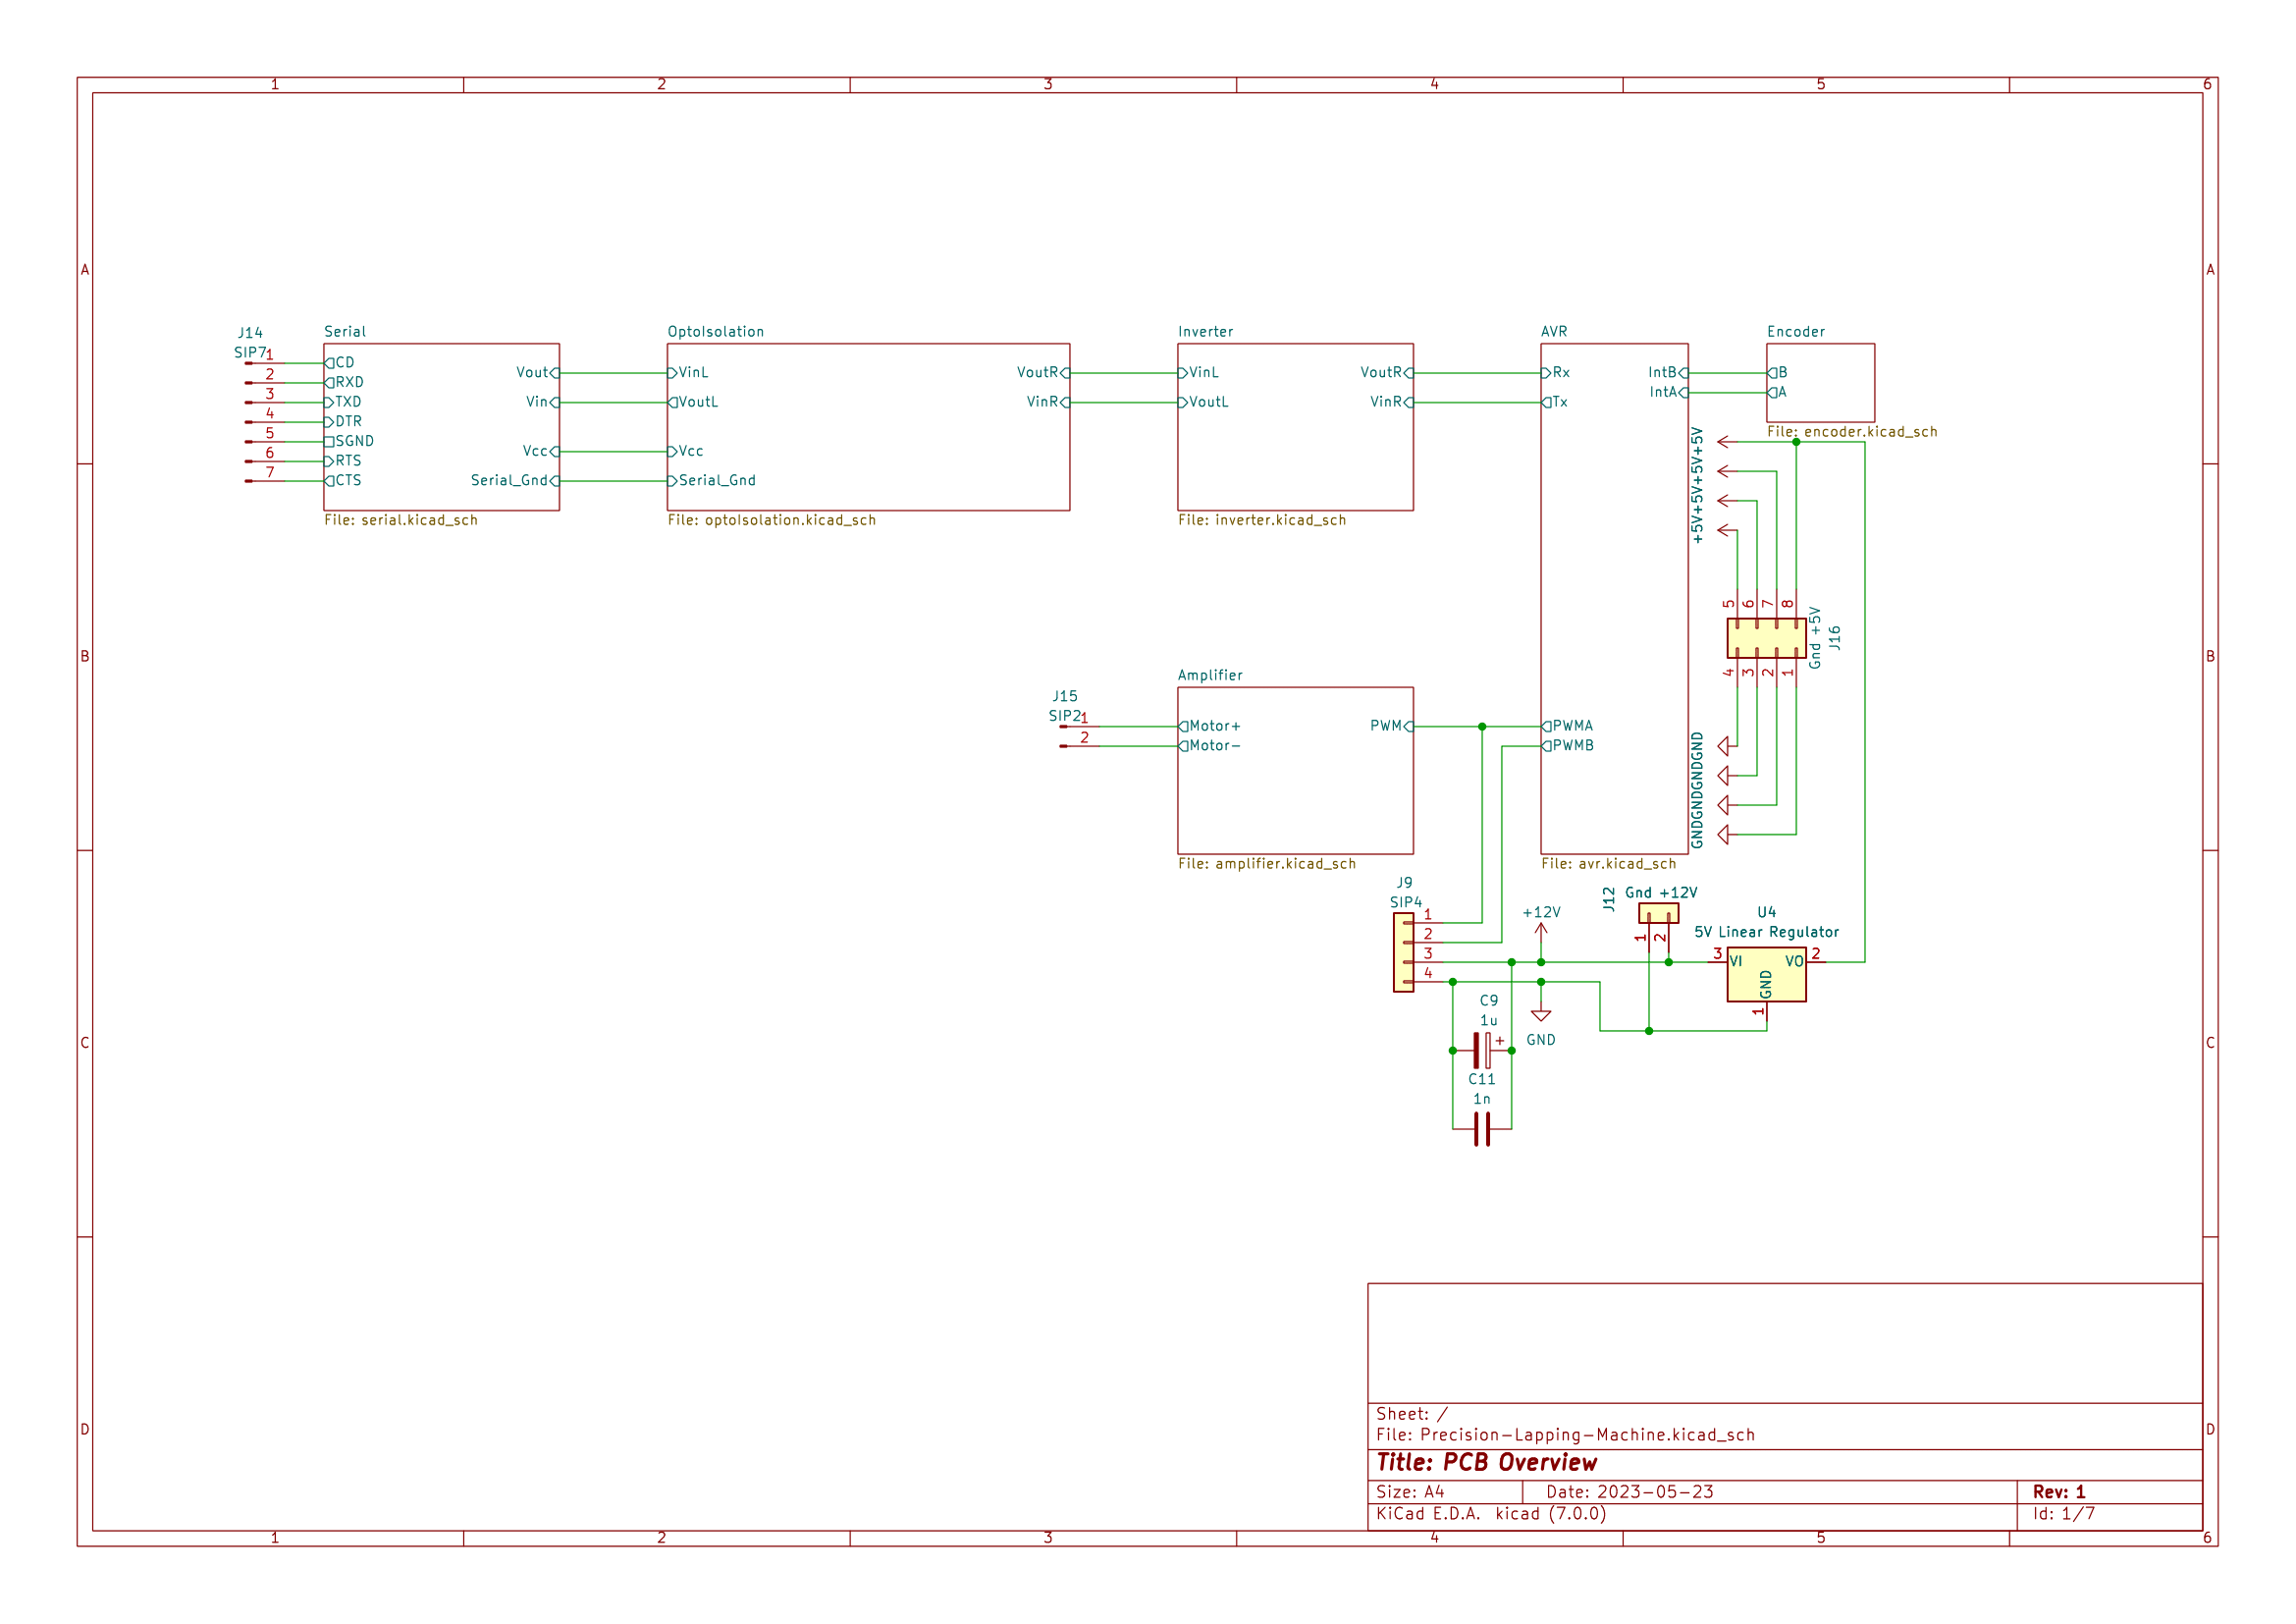 1 2 3 4 5 6
A A
J14
SIP7
1
2
3
4
5
6
7
Serial
CD
RXD
TXD
DTR
SGND
RTS
CTS
Vout
Vin
Vcc
Serial_Gnd
File: serial.kicad_sch
OptoIsolation
VinL
VoutL
Vcc
Serial_Gnd
VoutR
VinR
File: optoIsolation.kicad_sch
Inverter
VinL
VoutL
VoutR
VinR
File: inverter.kicad_sch
AVR
Rx
Tx
IntB
IntA
PWMA
PWMB
File: avr.kicad_sch
Encoder
B
A
File: encoder.kicad_sch
+5V+5V+5V+5V
5 6 7 8
4 3 2 1
Gnd +5V
J16
GNDGNDGNDGND
B B
J15
SIP2
1
2
Amplifier
Motor+
Motor-
PWM
File: amplifier.kicad_sch
J9
SIP4
1
2
3
4
+12V
GND
J12
Gnd +12V
1 2
U4
5V Linear Regulator
3 VI VO 2
GND
1
C9
1u
+
C11
1n
C C
D D
Sheet: /
File: Precision-Lapping-Machine.kicad_sch
Title: PCB Overview
Size: A4 Date: 2023-05-23 Rev: 1
KiCad E.D.A. kicad (7.0.0) Id: 1/7
1 2 3 4 5 6